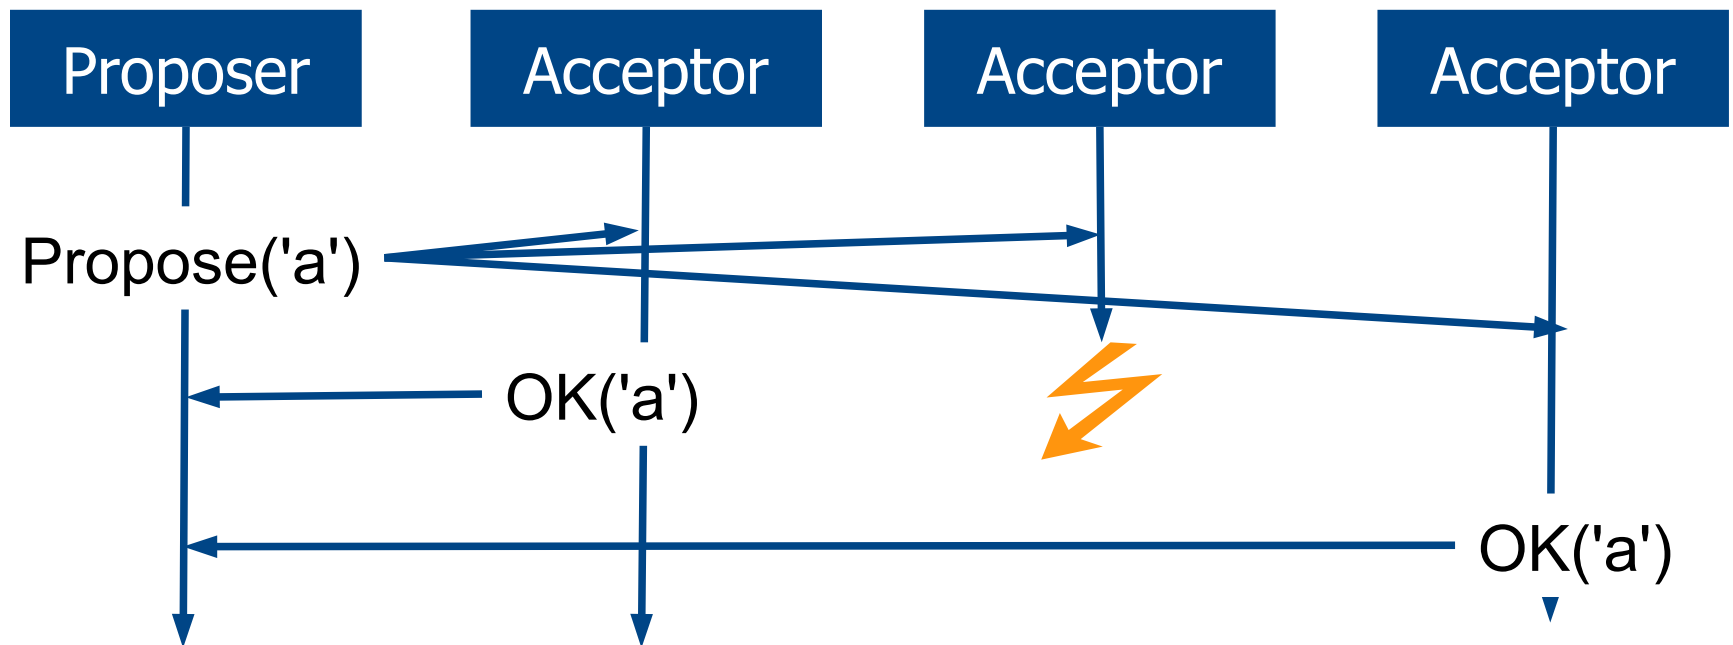 Proposer
Acceptor
Acceptor
Acceptor
Propose('a')
OK('a')
OK('a')